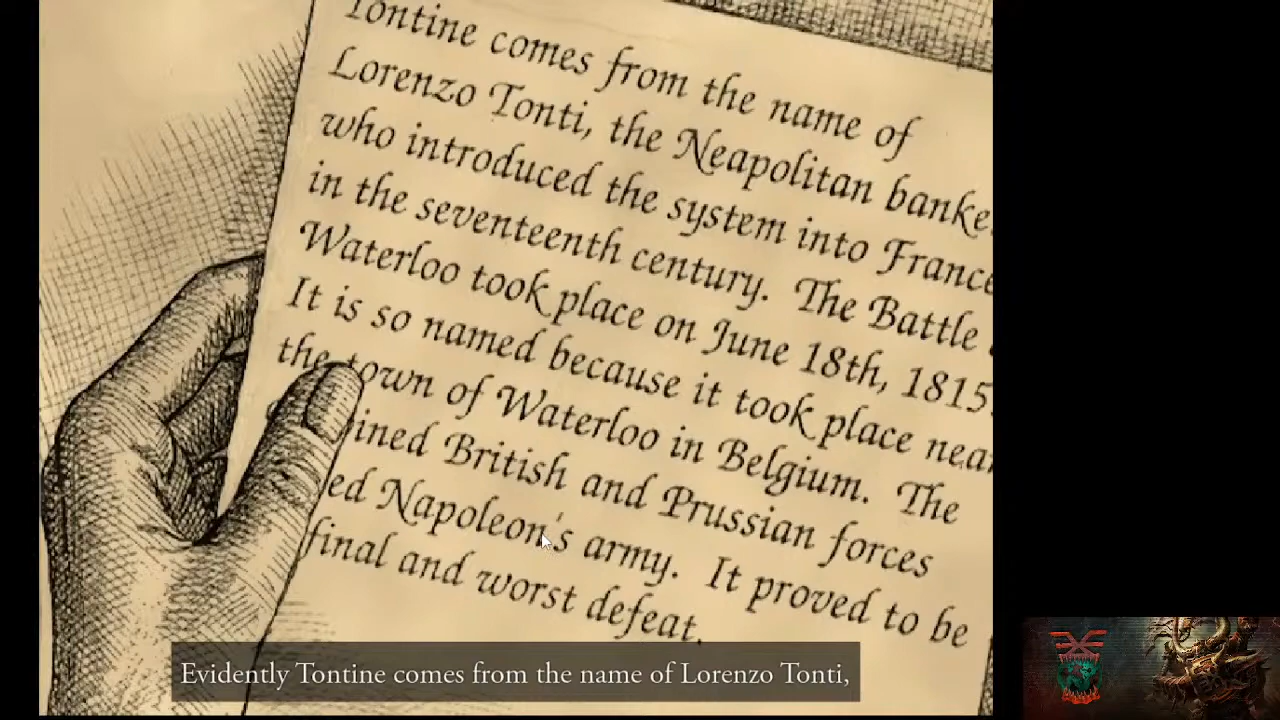 Tontine comes from the name of
Lorenzo Tonti, the Neapolitan banke
who introduced the system into France
in the seventeenth century. The Battle
Waterloo took place on June 18th, 1815.
It is so named because it took place near
the town of Waterloo in Belgium. The
ined British and Prussian forces
ed Napoleon's army. It proved to be
final and worst defeat.
Evidently Tontine comes from the name of Lorenzo Tonti,